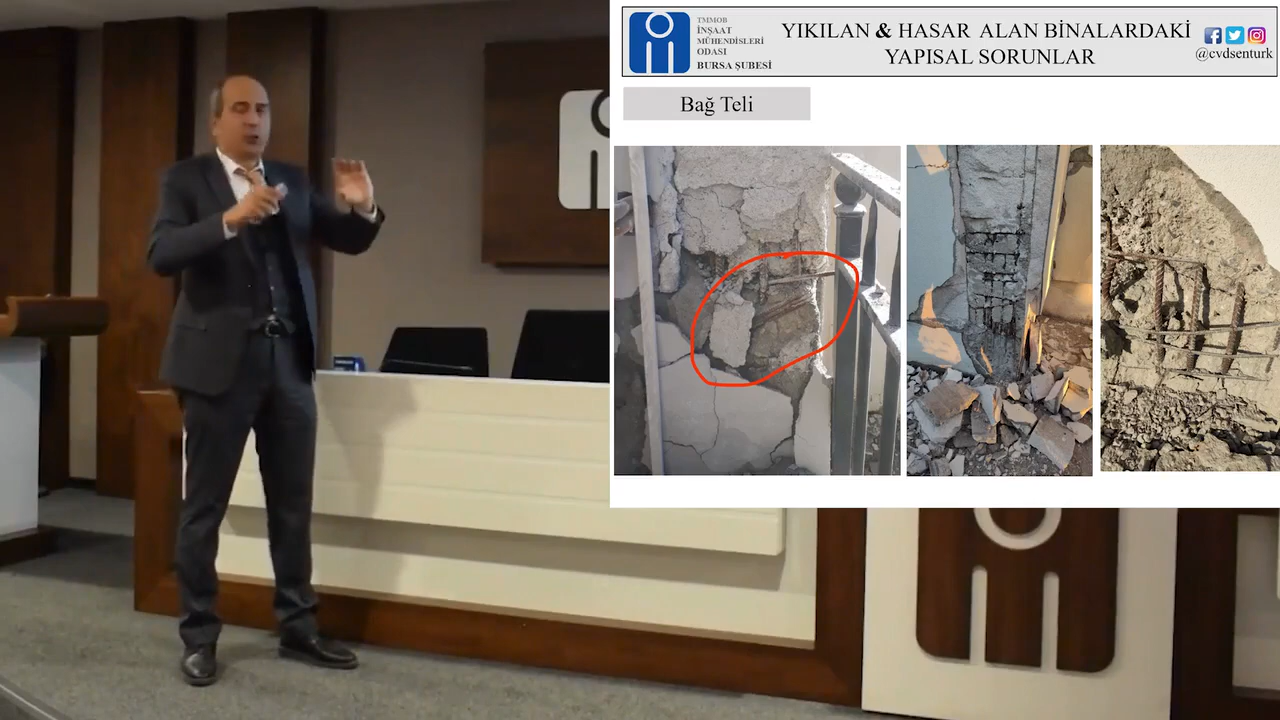 TMMOB
İNŞAAT
MÜHENDİSLERİ
ODASI
BURSA ŞUBESİ
YIKILAN & HASAR ALAN BİNALARDAKİ
YAPISAL SORUNLAR
@cvdsenturk
Bağ Teli